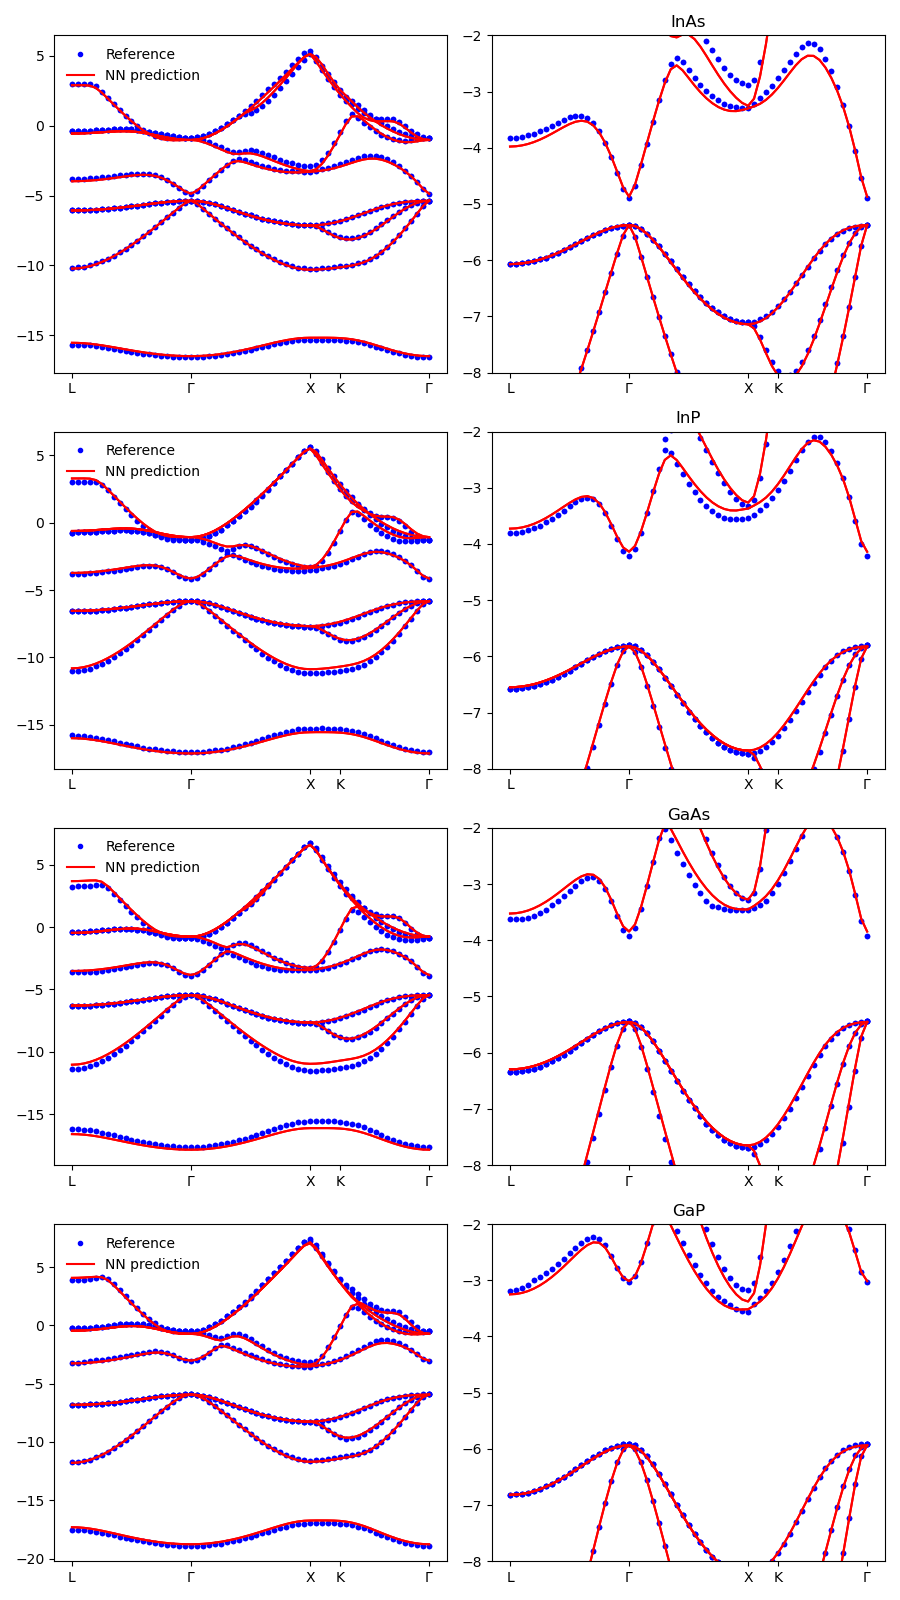 InAs
Reference
NN prediction
5
0
−5
−10
−15
L Γ X K Γ
−2
−3
−4
−5
−6
−7
−8
L Γ X K Γ
InP
Reference
NN prediction
5
0
−5
−10
−15
L Γ X K Γ
−2
−3
−4
−5
−6
−7
−8
L Γ X K Γ
GaAs
Reference
NN prediction
5
0
−5
−10
−15
L Γ X K Γ
−2
−3
−4
−5
−6
−7
−8
L Γ X K Γ
GaP
Reference
NN prediction
5
0
−5
−10
−15
−20
L Γ X K Γ
−2
−3
−4
−5
−6
−7
−8
L Γ X K Γ